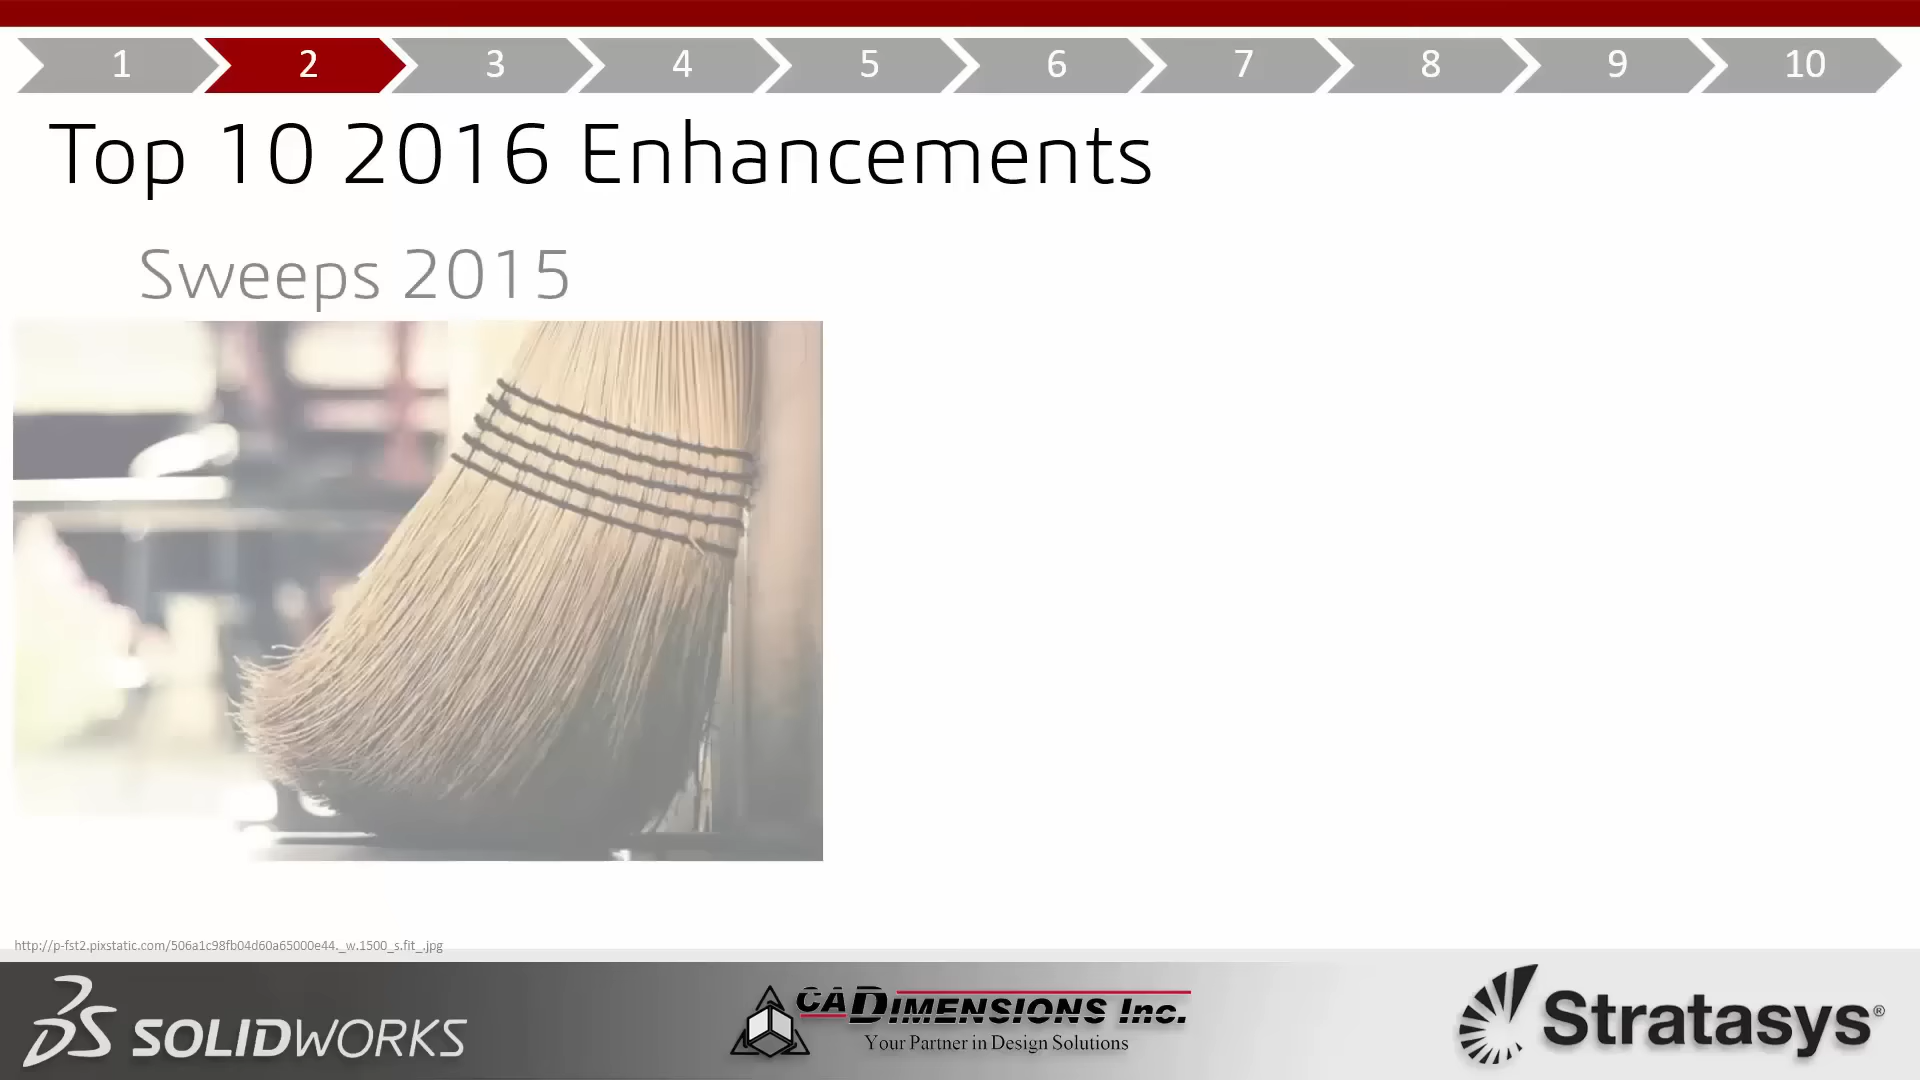 1 2 3 4 5 6 7 8 9 10
Top 10 2016 Enhancements
Sweeps 2015
http://p-fst2.pixstatic.com/506a1c98fb04d60a65000e44._w.1500_s.fit_.jpg
3DS SOLIDWORKS
CADIMENSIONS Inc.
Your Partner in Design Solutions
Stratasys®